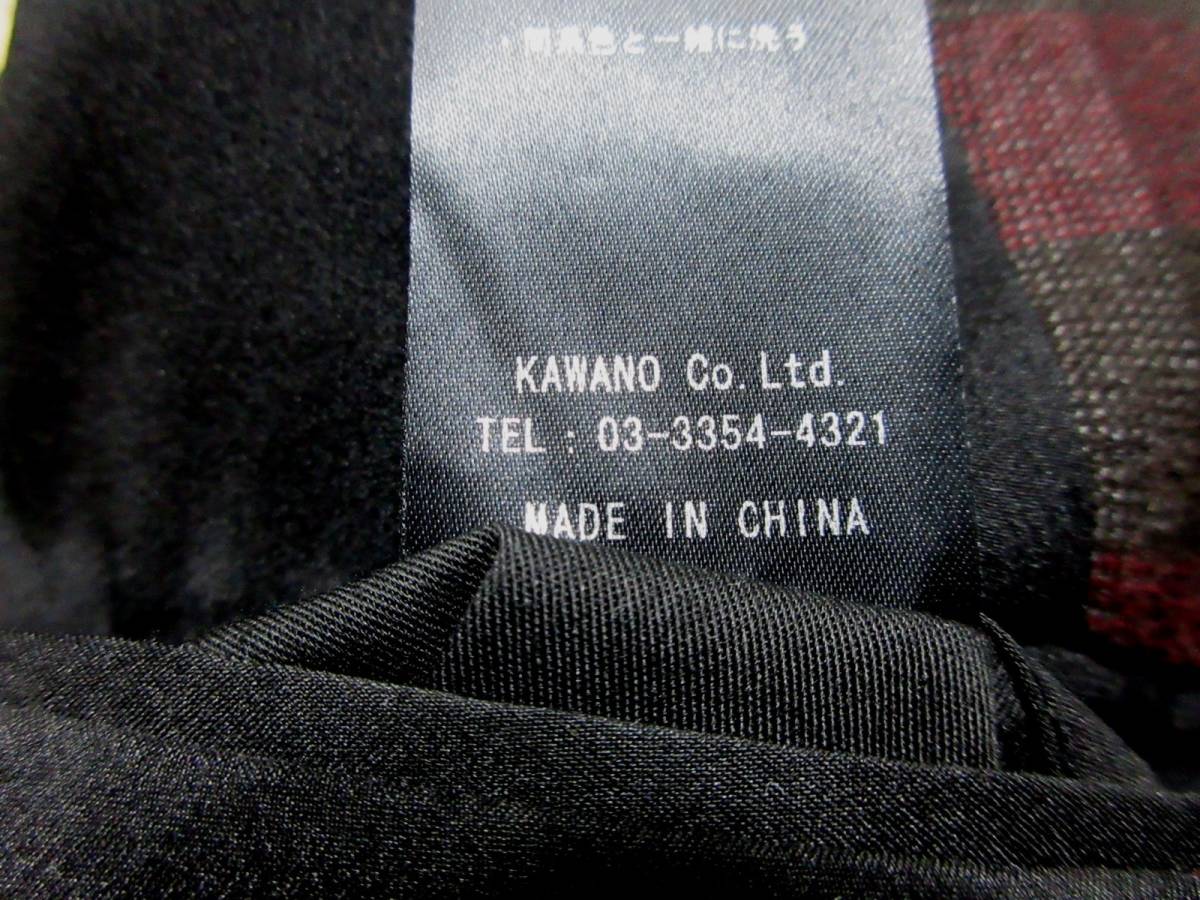 ・同系色と一緒に洗う
KAWANO Co. Ltd.
TEL : 03-3354-4321
MADE IN CHINA